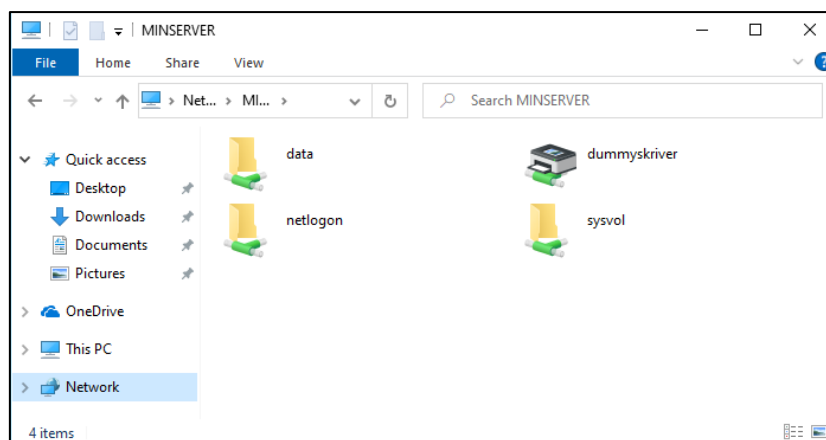 MINSERVER
File Home Share View
?
Net... MI... Search MINSERVER
Quick access
Desktop
Downloads
Documents
Pictures
OneDrive
This PC
Network
data dummyskriver
netlogon sysvol
4 items